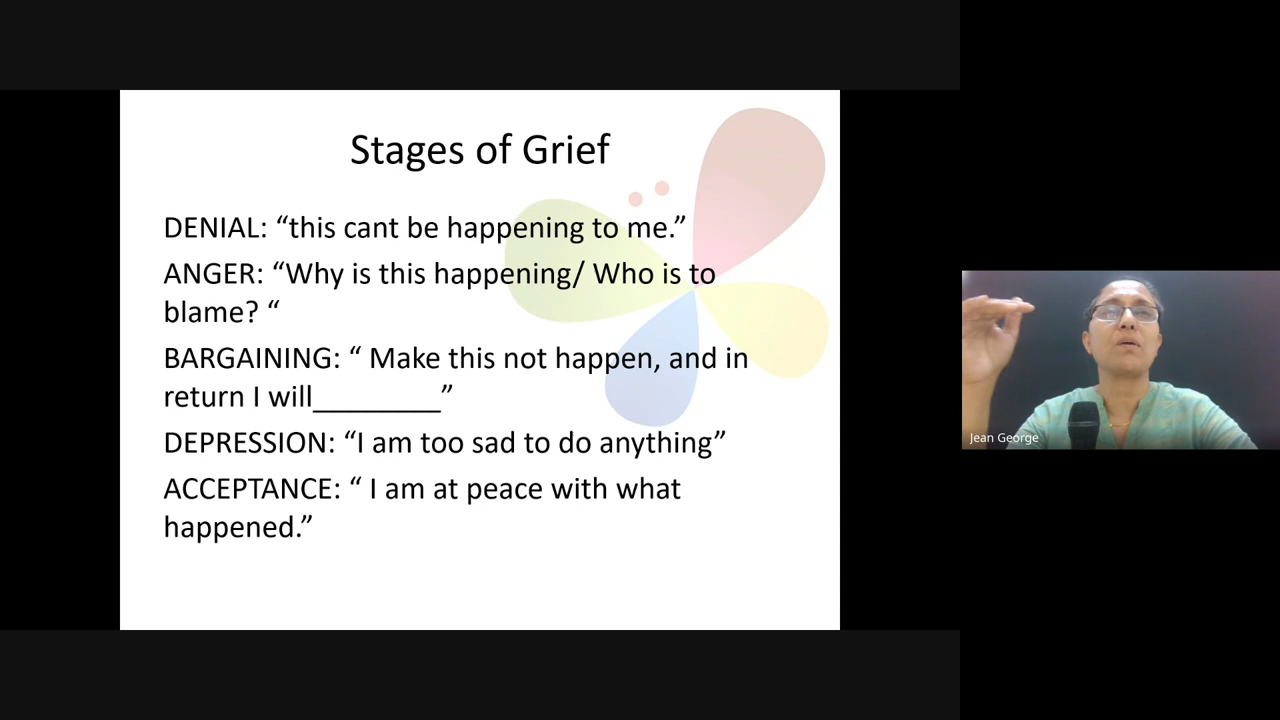 Stages of Grief
DENIAL: “this cant be happening to me.”
ANGER: “Why is this happening/ Who is to
blame? “
BARGAINING: “ Make this not happen, and in
return I will________”
DEPRESSION: “I am too sad to do anything”
ACCEPTANCE: “ I am at peace with what
happened.”
Jean George